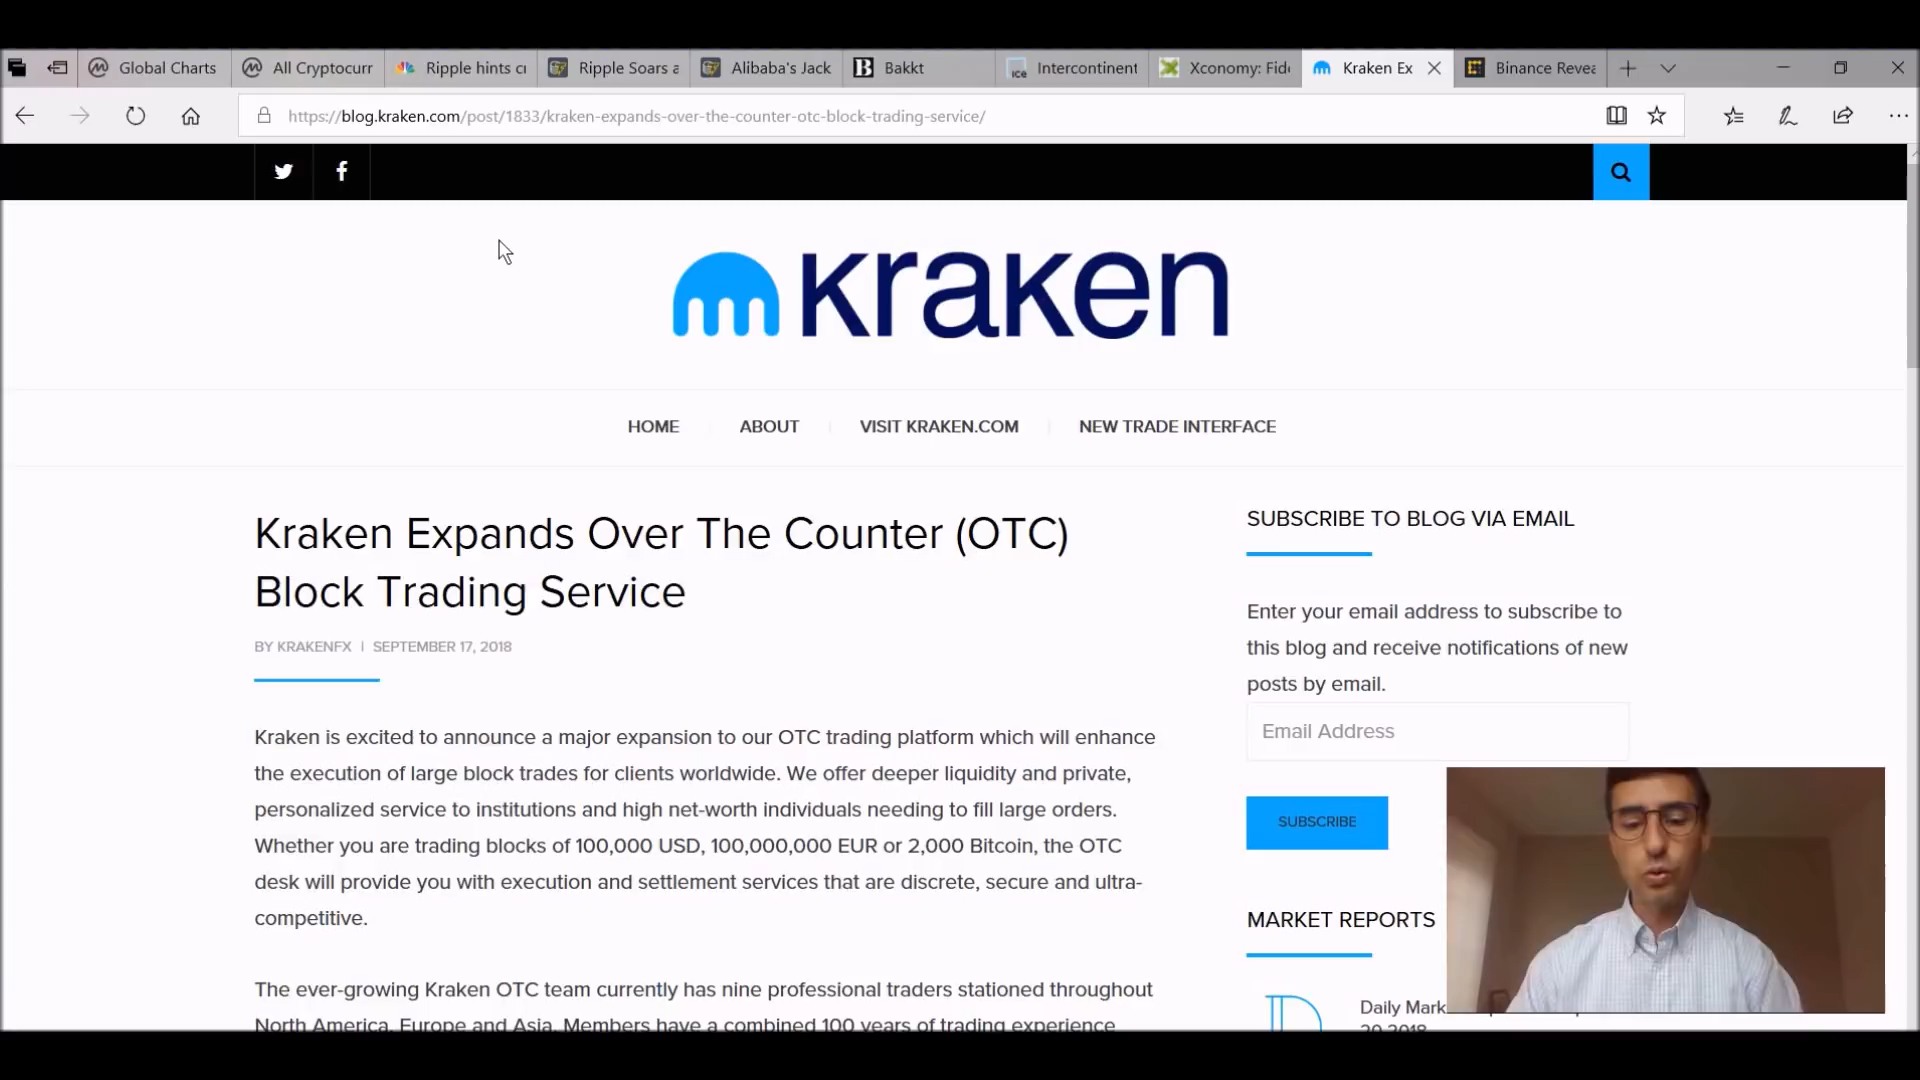 Global Charts
All Cryptocurr
Ripple hints
Ripple Soars a
Alibaba's Jack
B Bakkt
ice Intercontinent
Xconomy: Fid
Kraken Ex
Binance Revea
https://blog.kraken.com/post/1833/kraken-expands-over-the-counter-otc-block-trading-service/
kraken
HOME
ABOUT
VISIT KRAKEN.COM
NEW TRADE INTERFACE
Kraken Expands Over The Counter (OTC)
Block Trading Service
BY KRAKENFX | SEPTEMBER 17, 2018
Kraken is excited to announce a major expansion to our OTC trading platform which will enhance
the execution of large block trades for clients worldwide. We offer deeper liquidity and private,
personalized service to institutions and high net-worth individuals needing to fill large orders.
Whether you are trading blocks of 100,000 USD, 100,000,000 EUR or 2,000 Bitcoin, the OTC
desk will provide you with execution and settlement services that are discrete, secure and ultra-
competitive.
The ever-growing Kraken OTC team currently has nine professional traders stationed throughout
North America, Europe and Asia. Members have a combined 100 years of trading experience
SUBSCRIBE TO BLOG VIA EMAIL
Enter your email address to subscribe to
this blog and receive notifications of new
posts by email.
Email Address
SUBSCRIBE
MARKET REPORTS
Daily Mark
20 2018